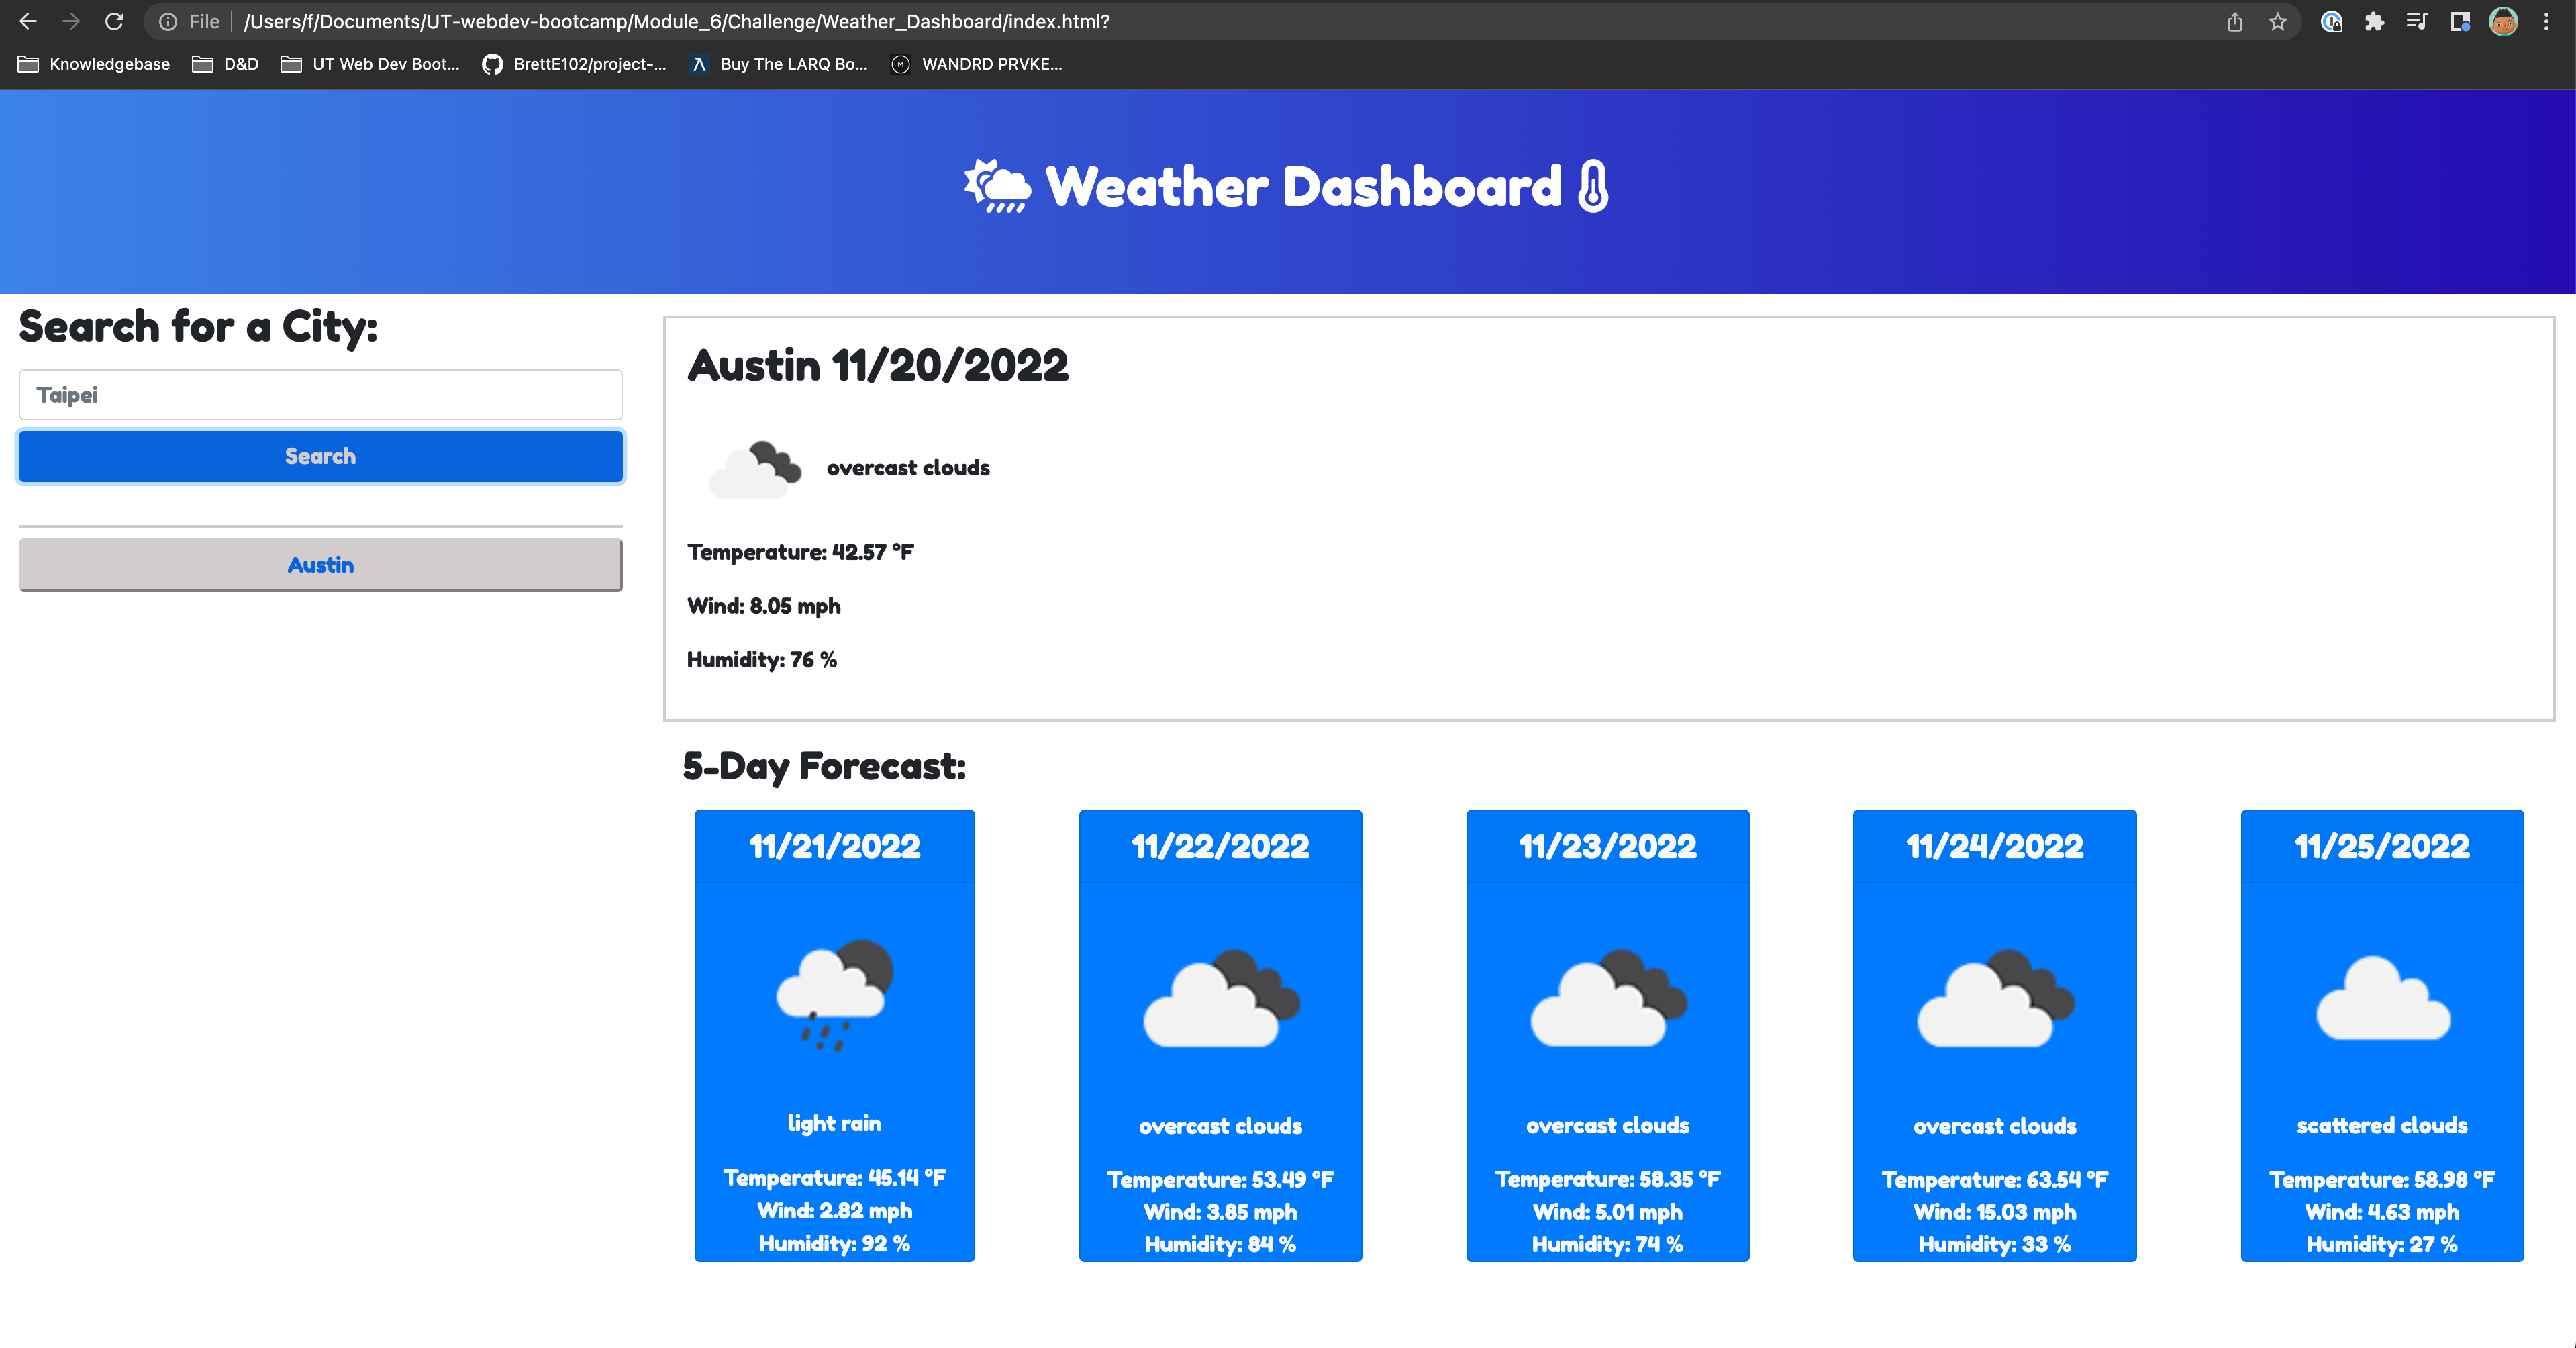 File /Users/f/Documents/UT-webdev-bootcamp/Module_6/Challenge/Weather_Dashboard/index.html?
Knowledgebase D&D UT Web Dev Boot... BrettE102/project-... Buy The LARQ Bo... WANDRD PRVKE...
Weather Dashboard
Search for a City:
Taipei
Search
Austin
Austin 11/20/2022
overcast clouds
Temperature: 42.57 °F
Wind: 8.05 mph
Humidity: 76 %
5-Day Forecast:
11/21/2022
light rain
Temperature: 45.14 °F
Wind: 2.82 mph
Humidity: 92 %
11/22/2022
overcast clouds
Temperature: 53.49 °F
Wind: 3.85 mph
Humidity: 84 %
11/23/2022
overcast clouds
Temperature: 58.35 °F
Wind: 5.01 mph
Humidity: 74 %
11/24/2022
overcast clouds
Temperature: 63.54 °F
Wind: 15.03 mph
Humidity: 33 %
11/25/2022
scattered clouds
Temperature: 58.98 °F
Wind: 4.63 mph
Humidity: 27 %